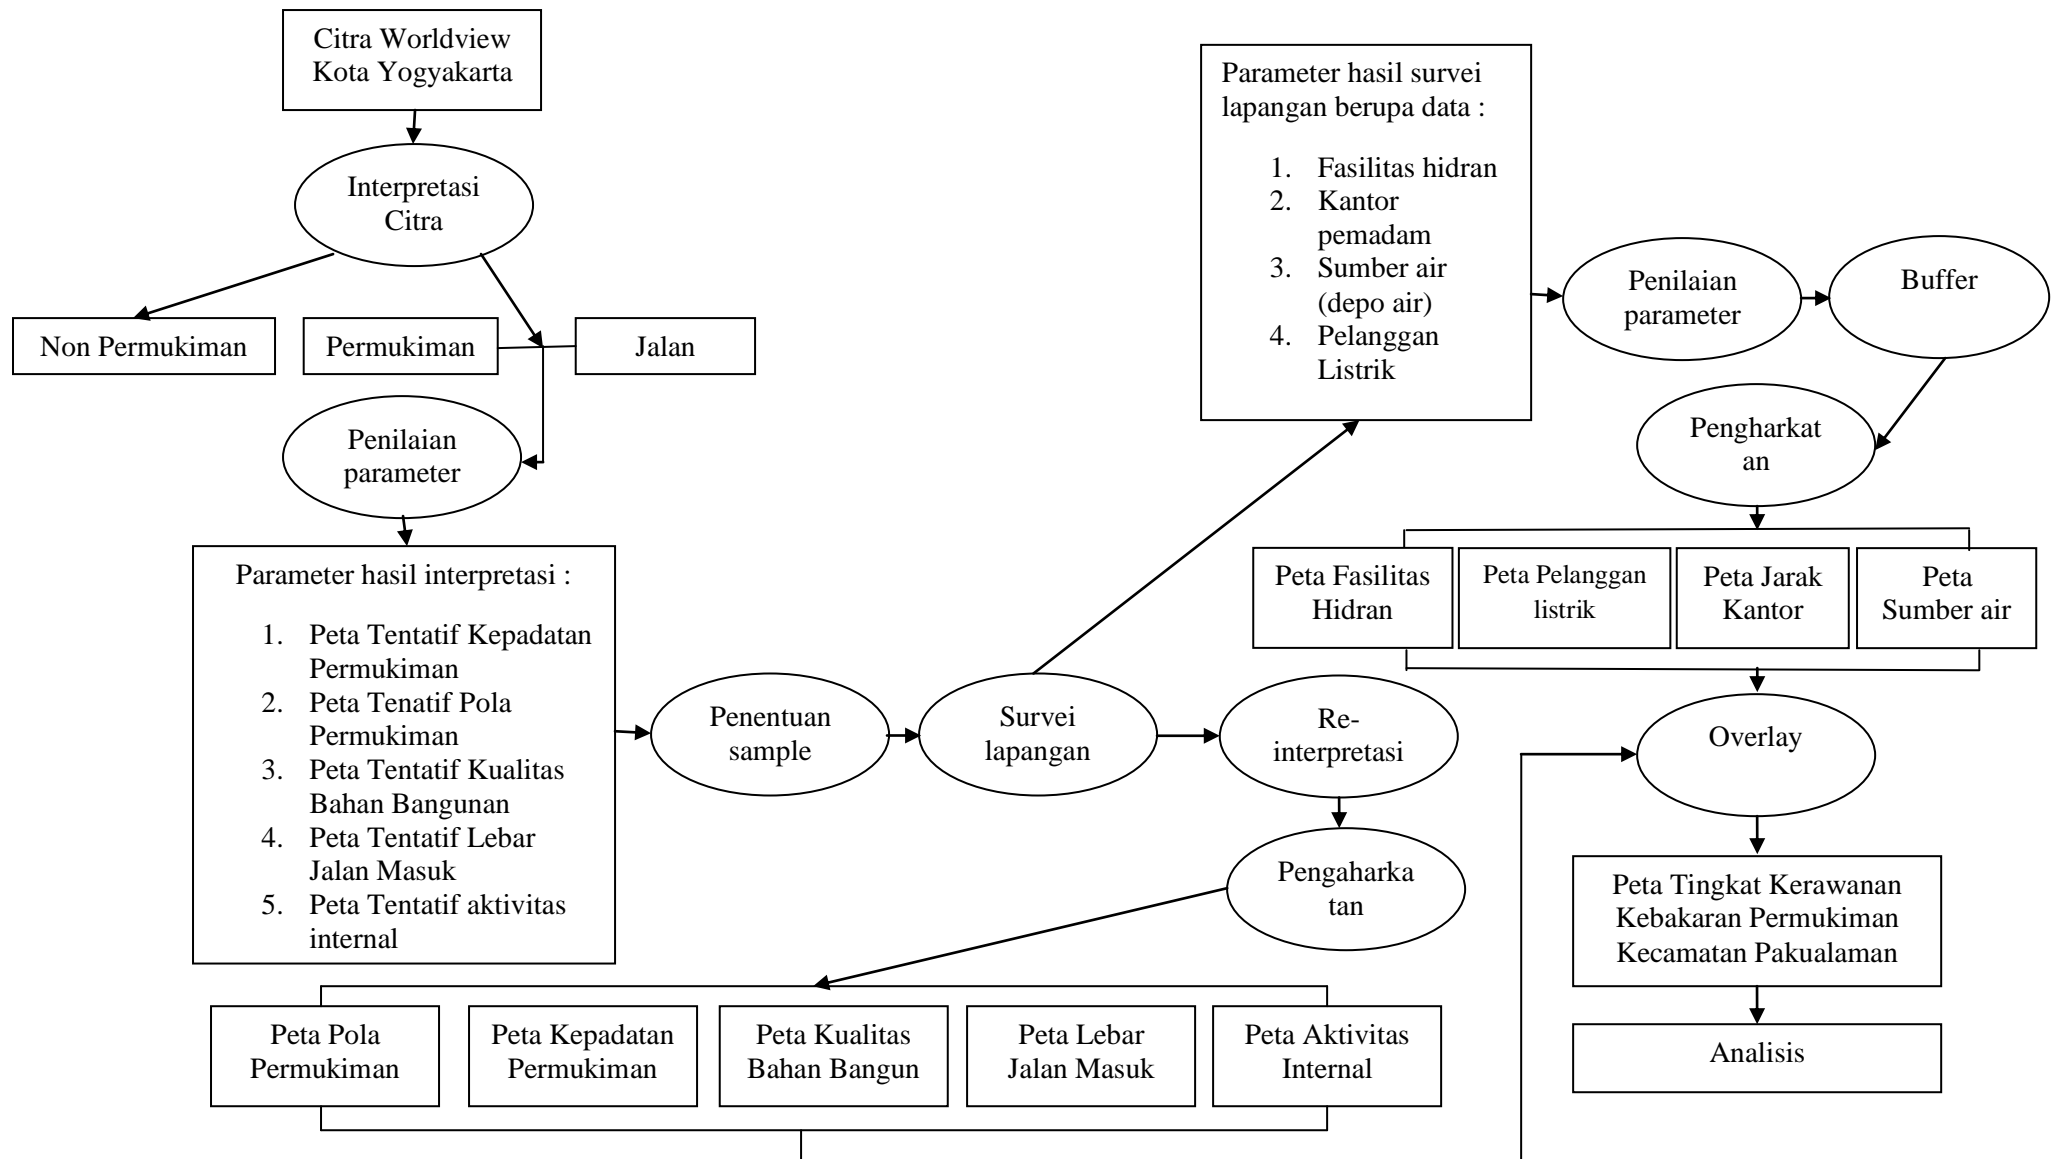 Citra Worldview
Kota Yogyakarta
Interpretasi
Citra
Non Permukiman
Permukiman
Jalan
Penilaian
parameter
Parameter hasil interpretasi :
1. Peta Tentatif Kepadatan
Permukiman
2. Peta Tenatif Pola
Permukiman
3. Peta Tentatif Kualitas
Bahan Bangunan
4. Peta Tentatif Lebar
Jalan Masuk
5. Peta Tentatif aktivitas
internal
Penentuan
sample
Survei
lapangan
Parameter hasil survei
lapangan berupa data :
1. Fasilitas hidran
2. Kantor
pemadam
3. Sumber air
(depo air)
4. Pelanggan
Listrik
Penilaian
parameter
Buffer
Pengharkat
an
Peta Fasilitas
Hidran
Peta Pelanggan
listrik
Peta Jarak
Kantor
Peta
Sumber air
Re-
interpretasi
Pengaharka
tan
Peta Pola
Permukiman
Peta Kepadatan
Permukiman
Peta Kualitas
Bahan Bangun
Peta Lebar
Jalan Masuk
Peta Aktivitas
Internal
Overlay
Peta Tingkat Kerawanan
Kebakaran Permukiman
Kecamatan Pakualaman
Analisis